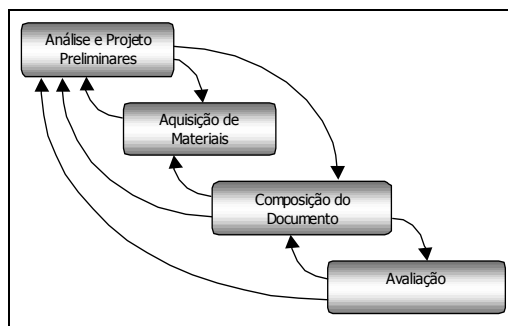 Análise e Projeto
Preliminares
Aquisição de
Materiais
Composição do
Documento
Avaliação